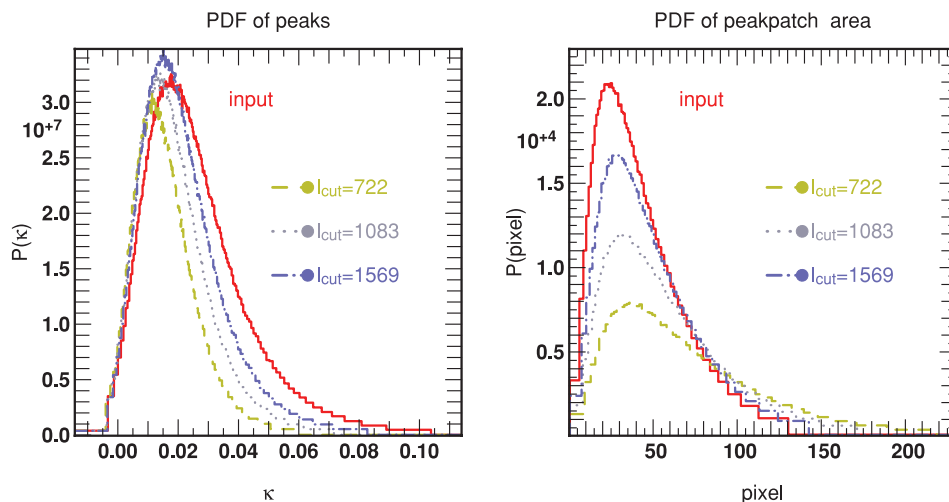 PDF of peaks
3.0
10+7
2.5
2.0
1.5
1.0
0.5
0.0
P(κ)
input
lcut=722
lcut=1083
lcut=1569
0.00 0.02 0.04 0.06 0.08 0.10
κ
PDF of peakpatch area
2.0
10+4
1.5
1.0
0.5
P(pixel)
input
lcut=722
lcut=1083
lcut=1569
50 100 150 200
pixel